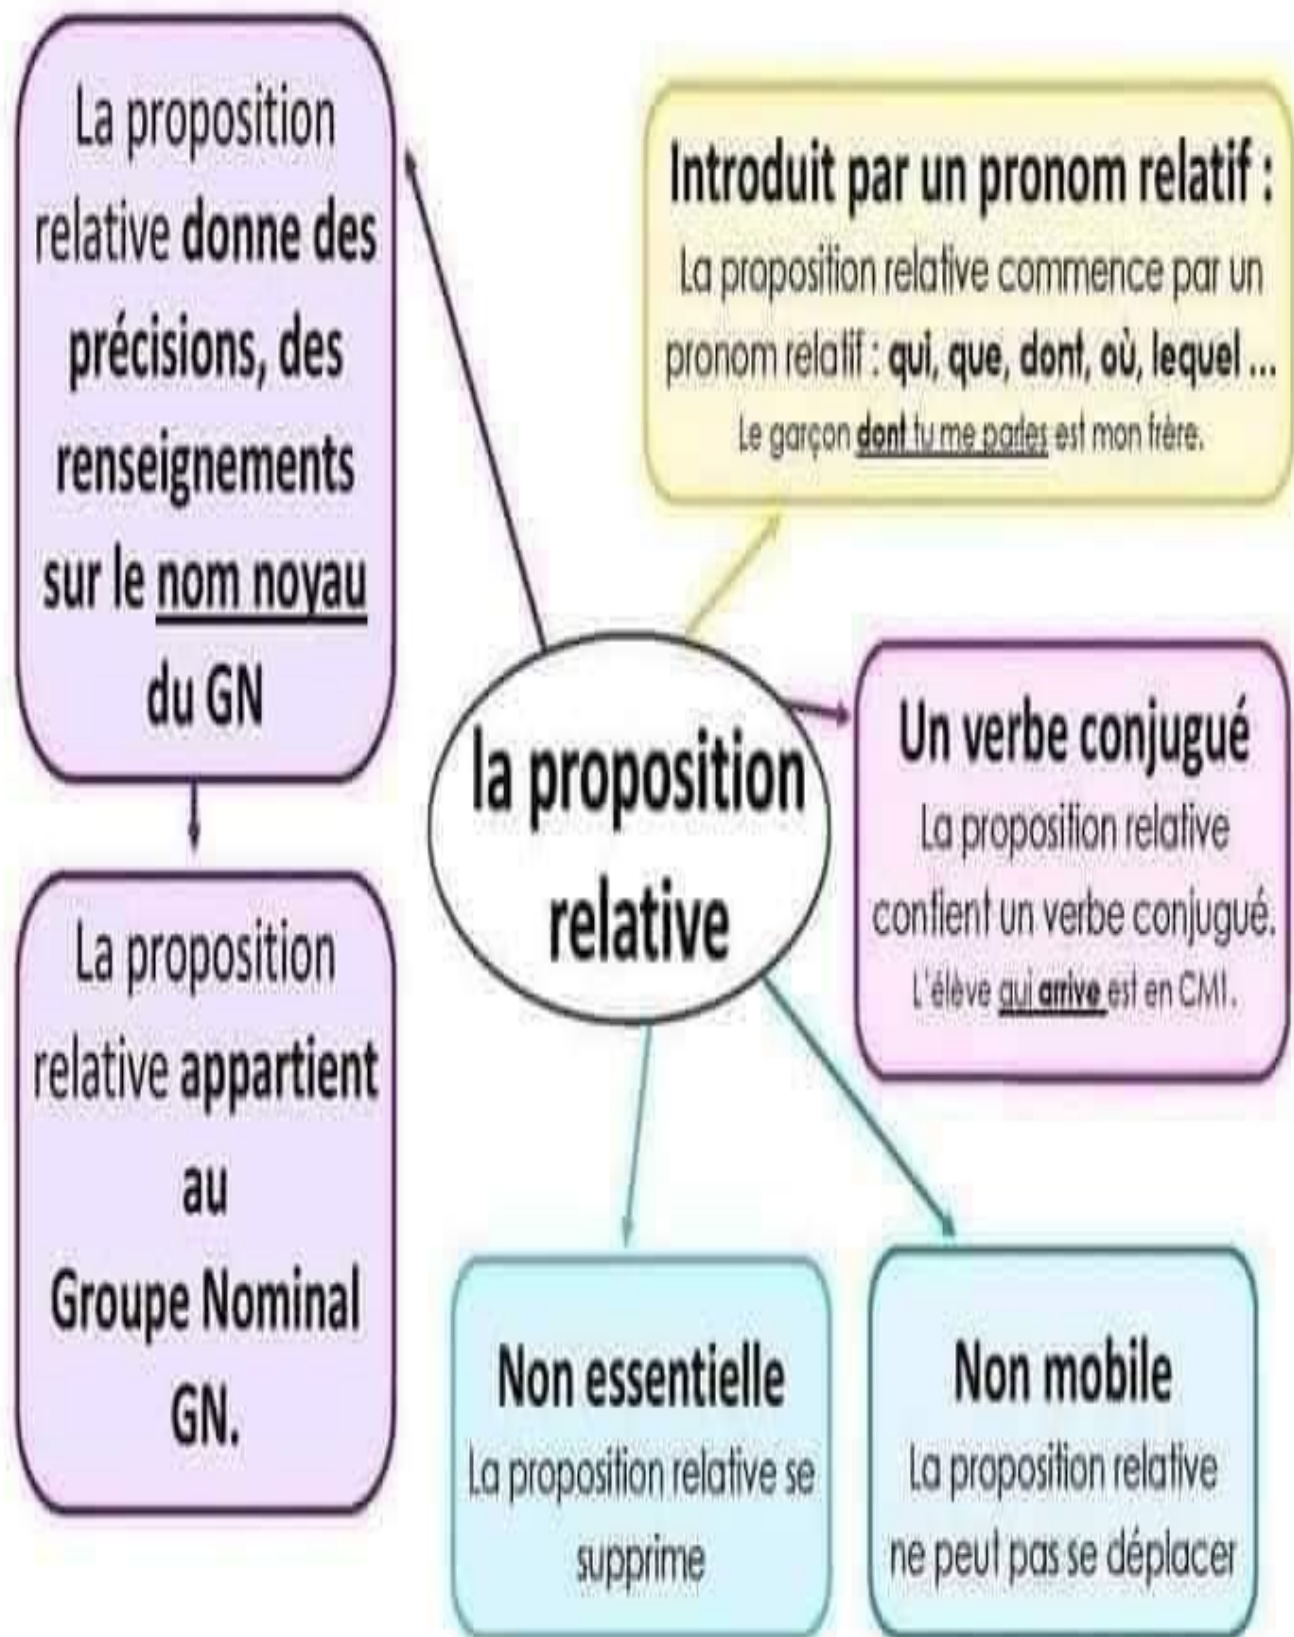 La proposition
relative donne des
précisions, des
renseignements
sur le nom noyau
du GN
Introduit par un pronom relatif :
La proposition relative commence par un
pronom relatif : qui, que, dont, où, lequel ...
Le garçon dont tu me parles est mon frère.
la proposition
relative
Un verbe conjugué
La proposition relative
contient un verbe conjugué.
L'élève qui arrive est en CM1.
La proposition
relative appartient
au
Groupe Nominal
GN.
Non essentielle
La proposition relative se
supprime
Non mobile
La proposition relative
ne peut pas se déplacer